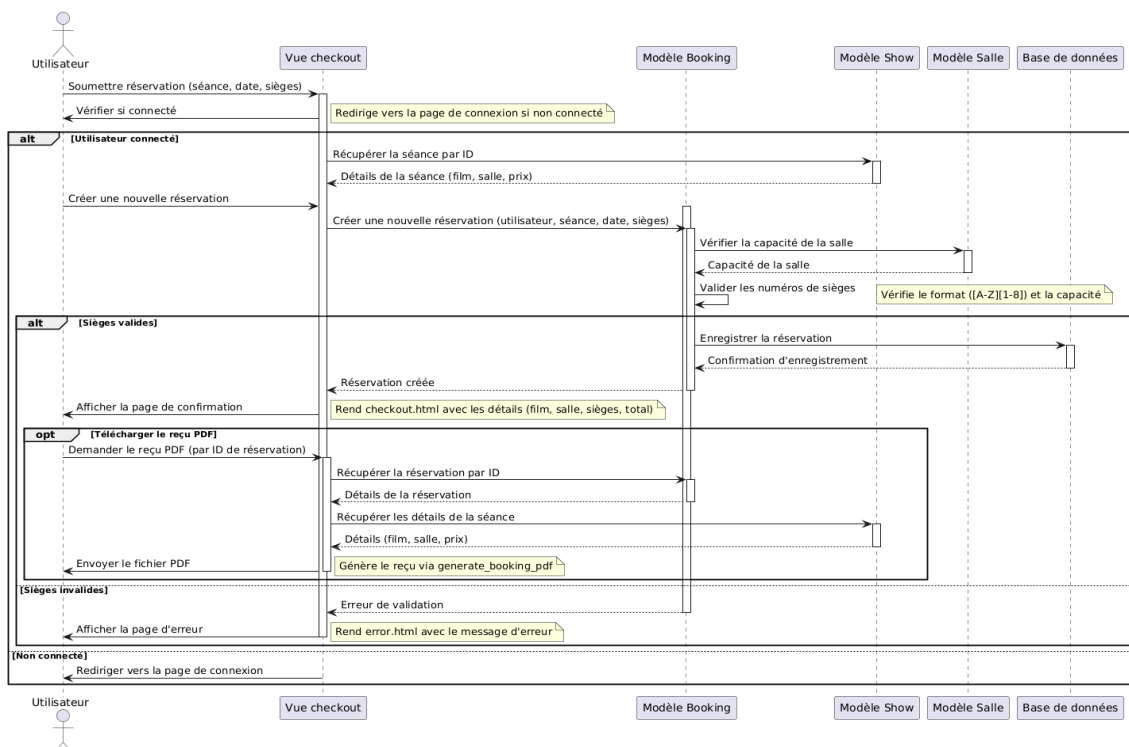 Utilisateur
Vue checkout
Modèle Booking
Modèle Show
Modèle Salle
Base de données
Soumettre réservation (séance, date, sièges)
Vérifier si connecté
Redirige vers la page de connexion si non connecté
alt
[Utilisateur connecté]
Récupérer la séance par ID
Détails de la séance (film, salle, prix)
Créer une nouvelle réservation
Créer une nouvelle réservation (utilisateur, séance, date, sièges)
Vérifier la capacité de la salle
Capacité de la salle
Valider les numéros de sièges
Vérifie le format ([A-Z][1-8]) et la capacité
alt
[Sièges valides]
Enregistrer la réservation
Confirmation d'enregistrement
Réservation créée
Afficher la page de confirmation
Rend checkout.html avec les détails (film, salle, sièges, total)
opt
[Télécharger le reçu PDF]
Demander le reçu PDF (par ID de réservation)
Récupérer la réservation par ID
Détails de la réservation
Récupérer les détails de la séance
Détails (film, salle, prix)
Envoyer le fichier PDF
Génère le reçu via generate_booking_pdf
[Sièges invalides]
Erreur de validation
Afficher la page d'erreur
Rend error.html avec le message d'erreur
[Non connecté]
Rediriger vers la page de connexion
Utilisateur
Vue checkout
Modèle Booking
Modèle Show
Modèle Salle
Base de données